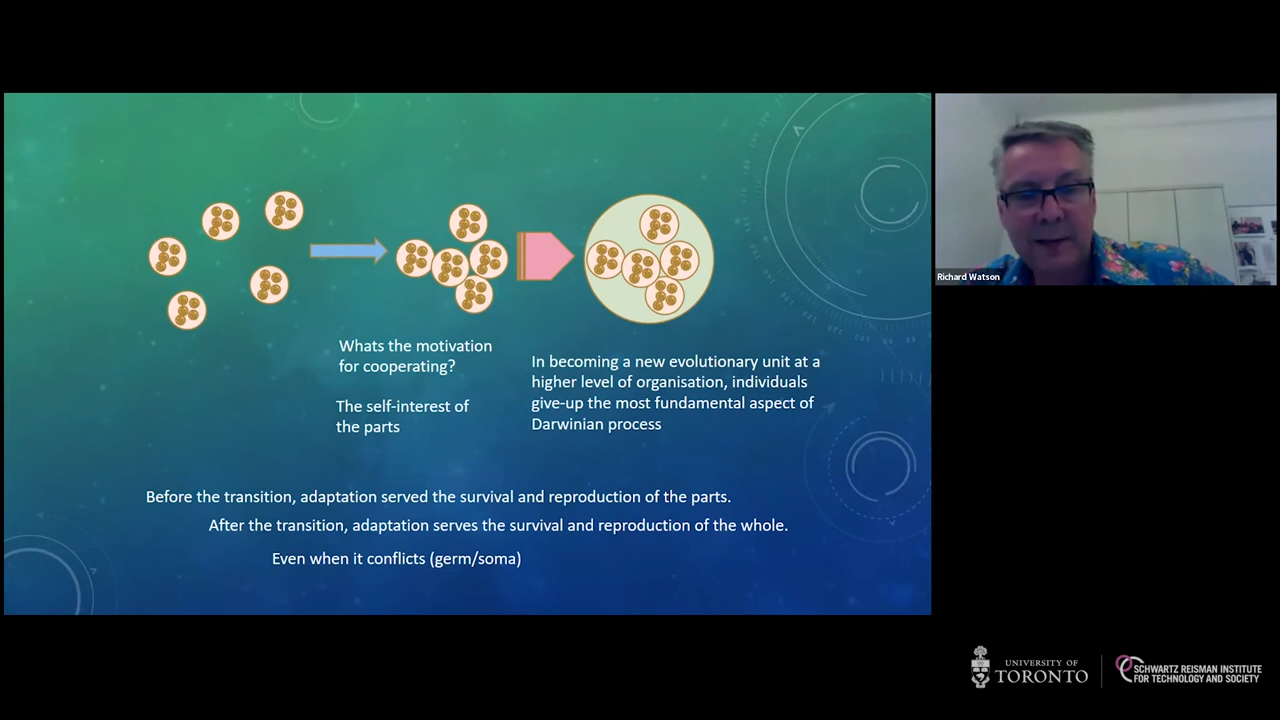 Whats the motivation
for cooperating?
The self-interest of
the parts
In becoming a new evolutionary unit at a
higher level of organisation, individuals
give-up the most fundamental aspect of
Darwinian process
Before the transition, adaptation served the survival and reproduction of the parts.
After the transition, adaptation serves the survival and reproduction of the whole.
Even when it conflicts (germ/soma)
Richard Watson
UNIVERSITY OF
TORONTO
SCHWARTZ REISMAN INSTITUTE
FOR TECHNOLOGY AND SOCIETY